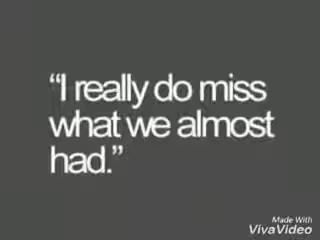 “I really do miss
what we almost
had.”
Made With
VivaVideo